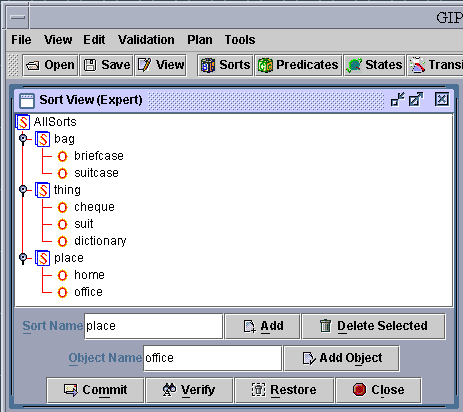 GIP
File View Edit Validation Plan Tools
Open Save View Sorts Predicates States Transi
Sort View (Expert)
AllSorts
bag
briefcase
suitcase
thing
cheque
suit
dictionary
place
home
office
Sort Name place Add Delete Selected
Object Name office Add Object
Commit Verify Restore Close